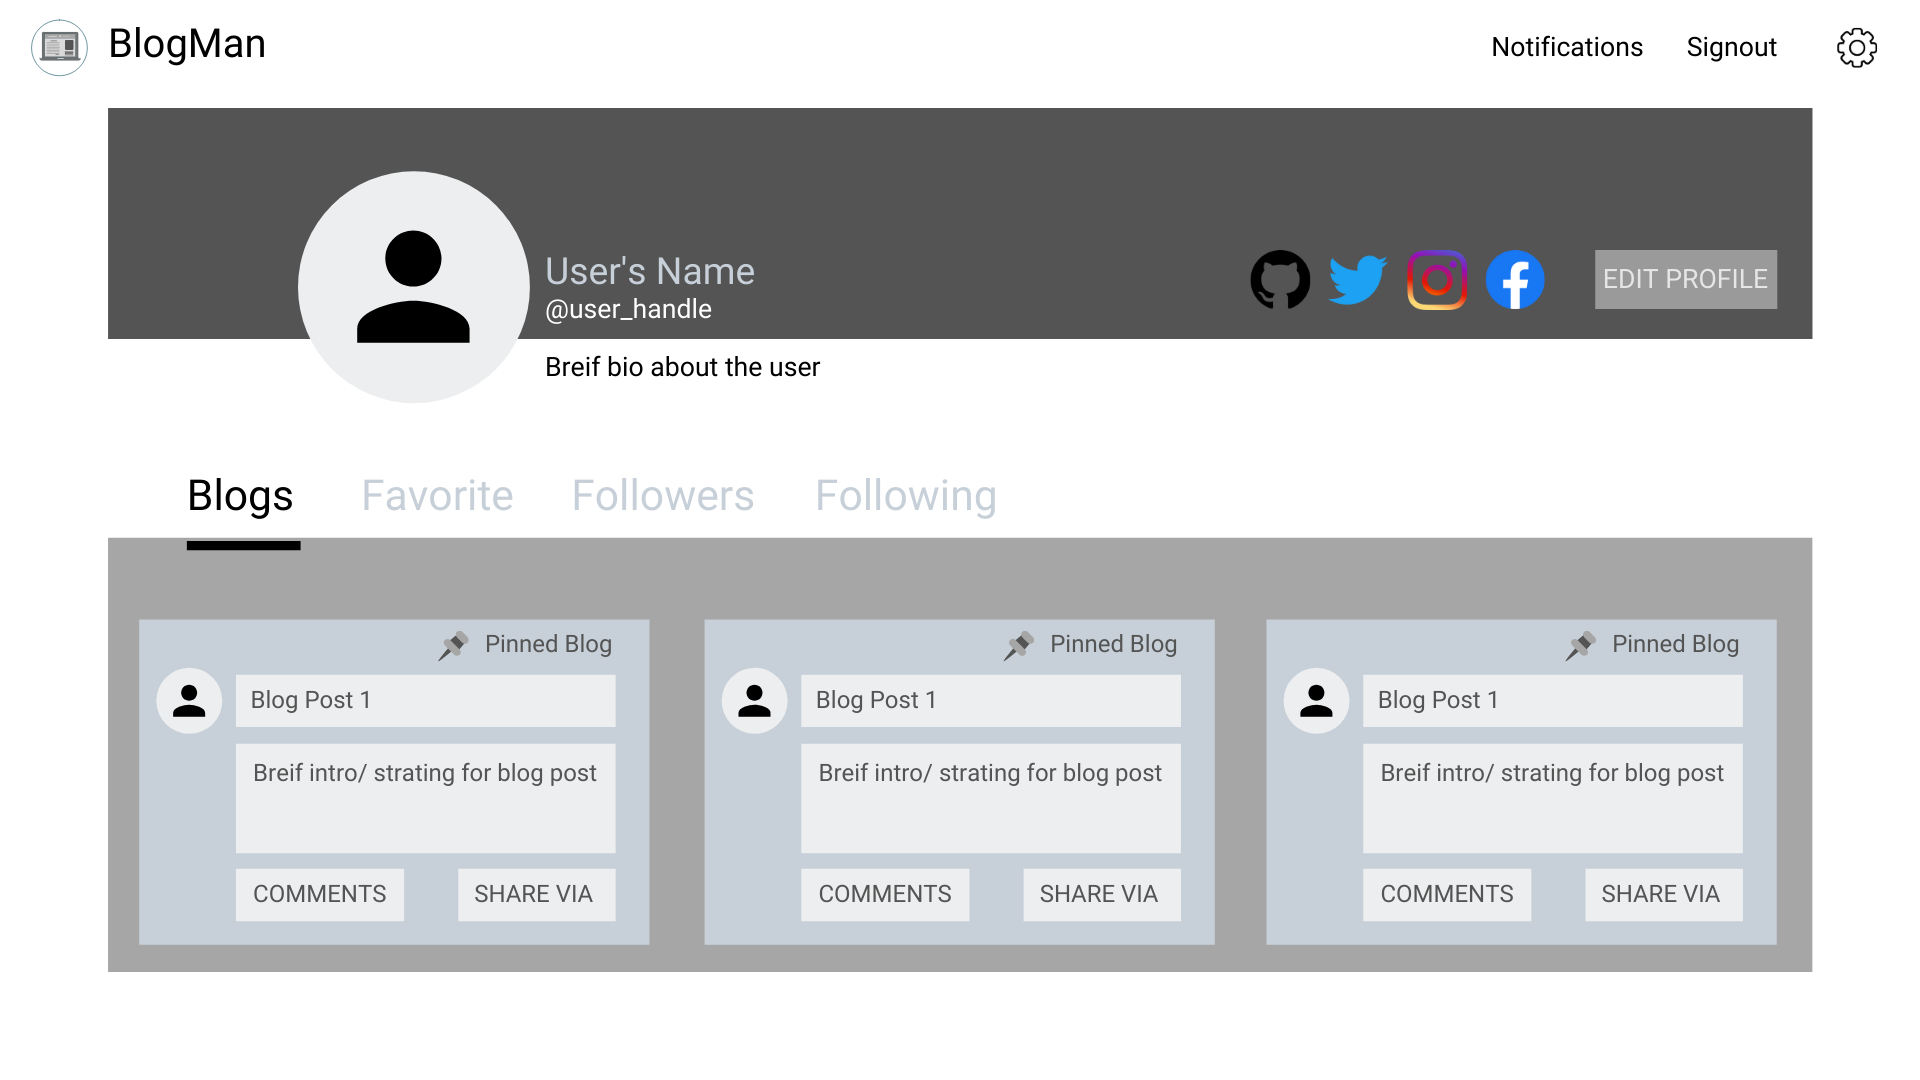 BlogMan
Notifications
Signout
User's Name
@user_handle
EDIT PROFILE
Breif bio about the user
Blogs
Favorite
Followers
Following
Pinned Blog
Blog Post 1
Breif intro/ strating for blog post
COMMENTS
SHARE VIA
Pinned Blog
Blog Post 1
Breif intro/ strating for blog post
COMMENTS
SHARE VIA
Pinned Blog
Blog Post 1
Breif intro/ strating for blog post
COMMENTS
SHARE VIA